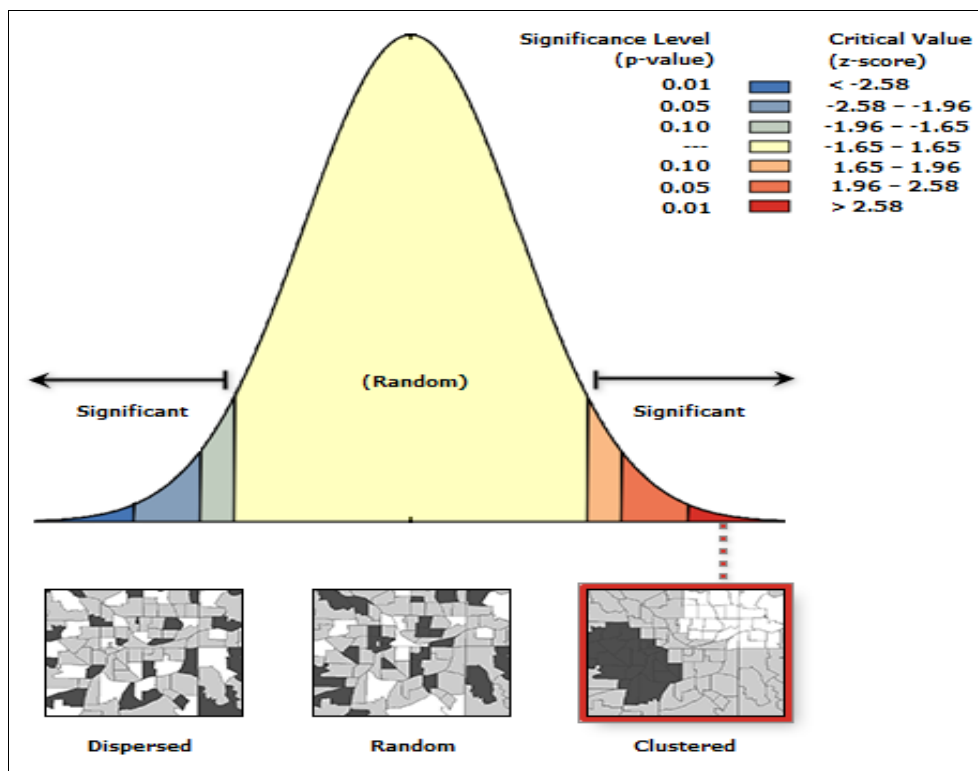 Significance Level Critical Value
(p-value) (z-score)
0.01 < -2.58
0.05 -2.58 – -1.96
0.10 -1.96 – -1.65
--- -1.65 – 1.65
0.10 1.65 – 1.96
0.05 1.96 – 2.58
0.01 > 2.58
(Random)
Significant Significant
Dispersed Random Clustered